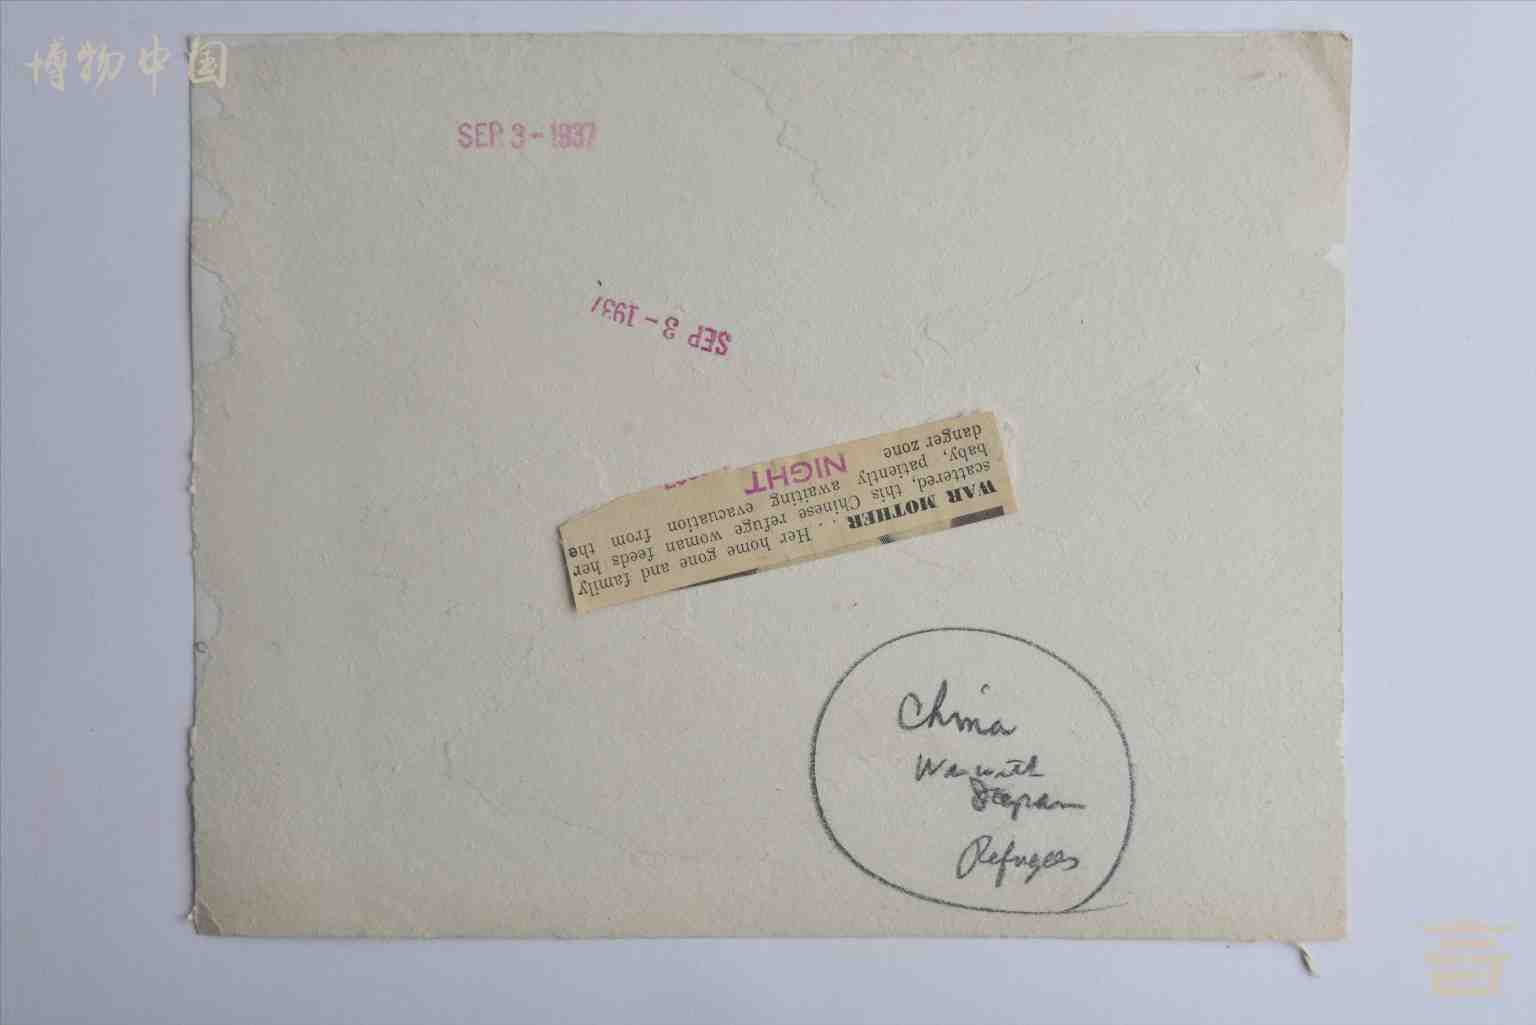 博物中国
SEP 3 - 1937
SEP 3 - 193
WAR MOTHER . . . Her home gone and family
scattered, this Chinese refuge woman feeds her
baby, patiently awaiting evacuation from the
danger zone
NIGHT
China
War with
Japan
Refugees